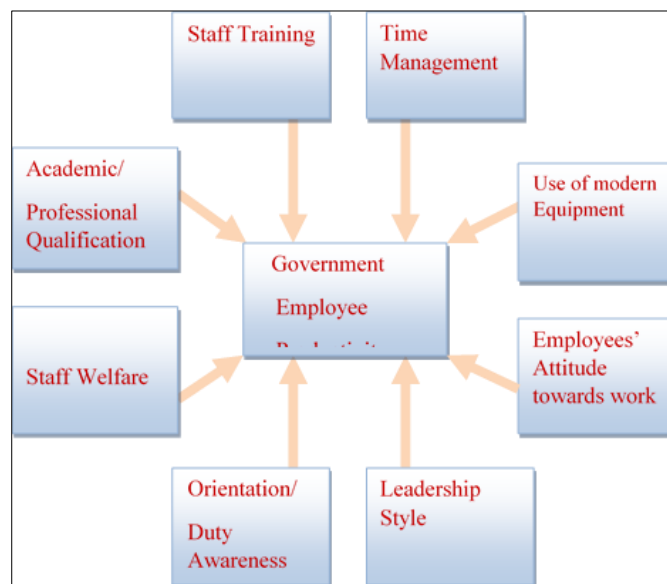 Staff Training
Time
Management
Academic/
Professional
Qualification
Use of modern
Equipment
Government
Employee
Staff Welfare
Employees’
Attitude
towards work
Orientation/
Duty
Awareness
Leadership
Style